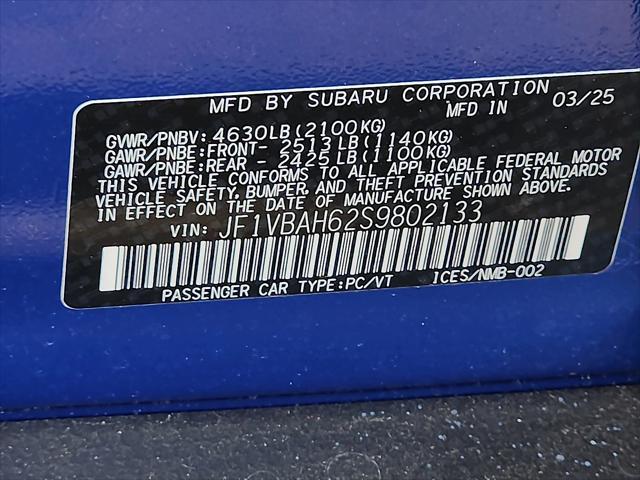 MFD BY SUBARU CORPORATION
MFD IN 03/25
GVWR/PNBV: 4630LB(2100KG)
GAWR/PNBE:FRONT- 2513LB(1140KG)
GAWR/PNBE:REAR - 2425LB(1100KG)
THIS VEHICLE CONFORMS TO ALL APPLICABLE FEDERAL MOTOR
VEHICLE SAFETY, BUMPER, AND THEFT PREVENTION STANDARDS
IN EFFECT ON THE DATE OF MANUFACTURE SHOWN ABOVE.
VIN: JF1VBAH62S9802133
PASSENGER CAR TYPE:PC/VT ICES/NMB-002